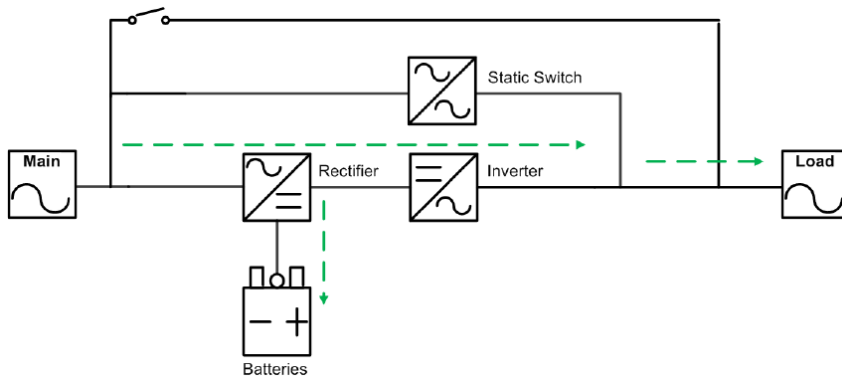 Static Switch
Main
Rectifier
Inverter
Load
Batteries